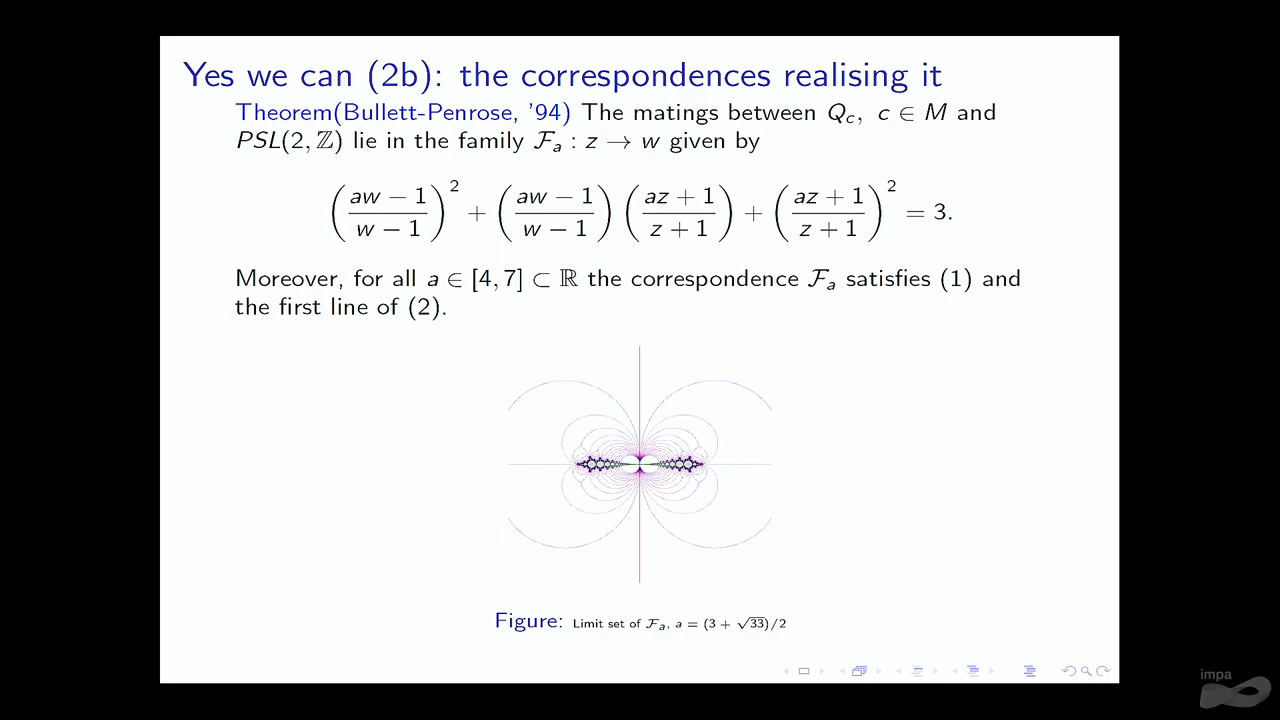 Yes we can (2b): the correspondences realising it
Theorem(Bullett-Penrose, '94) The matings between Q_c, c ∈ M and
PSL(2, ℤ) lie in the family ℱ_a : z → w given by
((aw − 1)/(w − 1))² + ((aw − 1)/(w − 1)) ((az + 1)/(z + 1)) + ((az + 1)/(z + 1))² = 3.
Moreover, for all a ∈ [4, 7] ⊂ ℝ the correspondence ℱ_a satisfies (1) and
the first line of (2).
Figure: Limit set of ℱ_a, a = (3 + √33)/2
impa